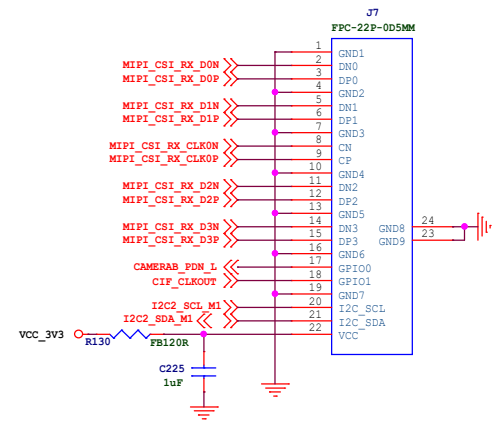 J7
FPC-22P-0D5MM
1 GND1
MIPI_CSI_RX_D0N 2 DN0
MIPI_CSI_RX_D0P 3 DP0
4 GND2
MIPI_CSI_RX_D1N 5 DN1
MIPI_CSI_RX_D1P 6 DP1
7 GND3
MIPI_CSI_RX_CLK0N 8 CN
MIPI_CSI_RX_CLK0P 9 CP
10 GND4
MIPI_CSI_RX_D2N 11 DN2
MIPI_CSI_RX_D2P 12 DP2
13 GND5
MIPI_CSI_RX_D3N 14 DN3 GND8 24
MIPI_CSI_RX_D3P 15 DP3 GND9 23
16 GND6
CAMERAB_PDN_L 17 GPIO0
CIF_CLKOUT 18 GPIO1
19 GND7
I2C2_SCL_M1 20 I2C_SCL
I2C2_SDA_M1 21 I2C_SDA
VCC_3V3 22 VCC
R130 FB120R
C225
1uF